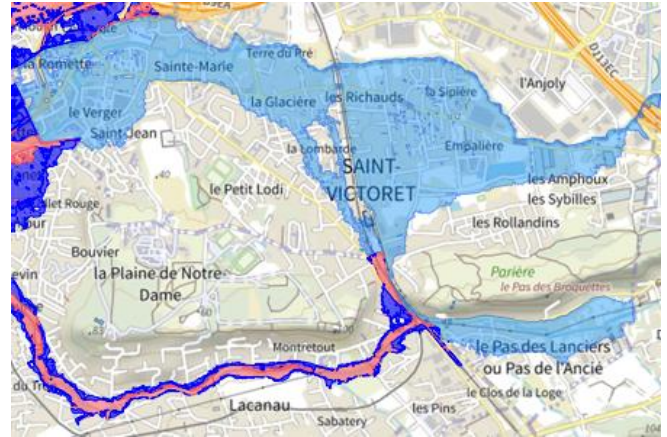 la Romette
Sainte-Marie
Terre du Pré
D113EC
l'Anjoly
la Glacière
les Richauds
la Sipière
le Verger
Saint-Jean
la Lombarde
Empalière
40
SAINT-
VICTORET
le Petit Lodi
les Amphoux
les Sybilles
les Rollandins
Bouvier
la Plaine de Notre-
Dame
Parière
le Pas des Broquettes
Montretout
le Pas des Lanciers
ou Pas de l'Ancié
le Clos de la Loge
Lacanau
les Pins
Sabatery